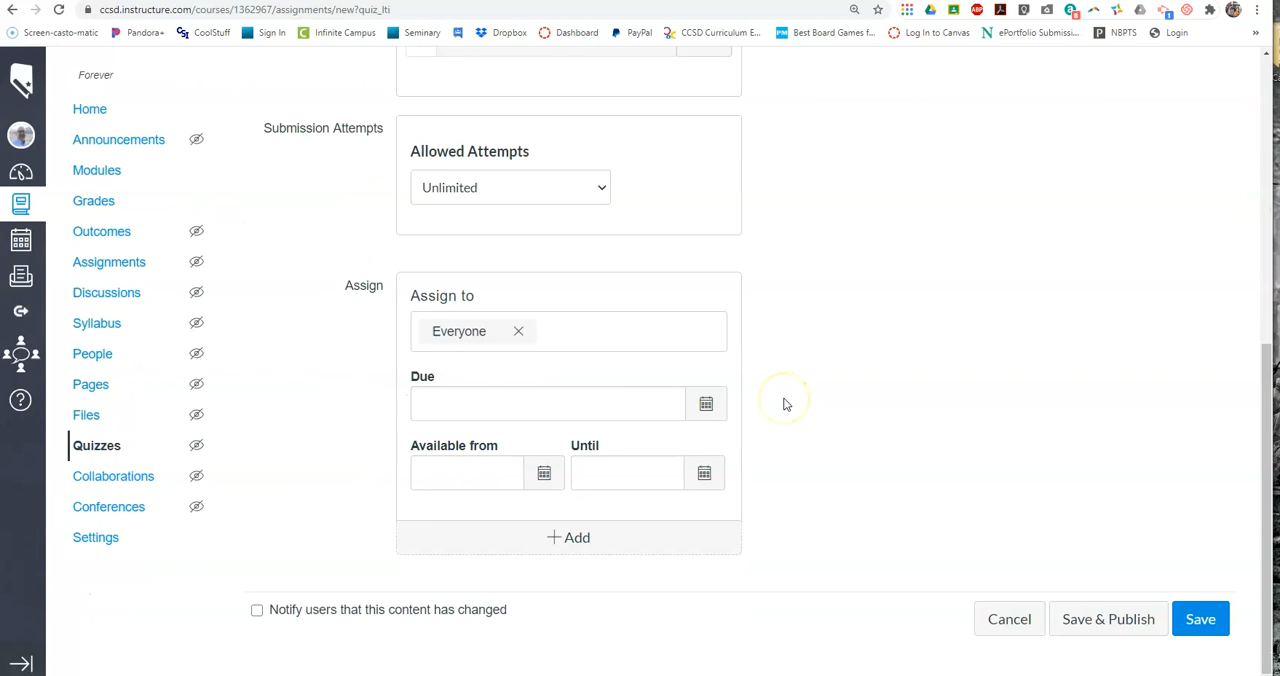 ccsd.instructure.com/courses/1362967/assignments/new?quiz_lti
Screen-casto-matic Pandora+ CoolStuff Sign In Infinite Campus Seminary Dropbox Dashboard PayPal CCSD Curriculum E... Best Board Games f... Log In to Canvas ePortfolio Submissi... NBPTS Login »
Forever
Home
Announcements
Modules
Grades
Outcomes
Assignments
Discussions
Syllabus
People
Pages
Files
Quizzes
Collaborations
Conferences
Settings
Submission Attempts
Allowed Attempts
Unlimited
Assign
Assign to
Everyone
Due
Available from Until
+ Add
Notify users that this content has changed
Cancel Save & Publish Save